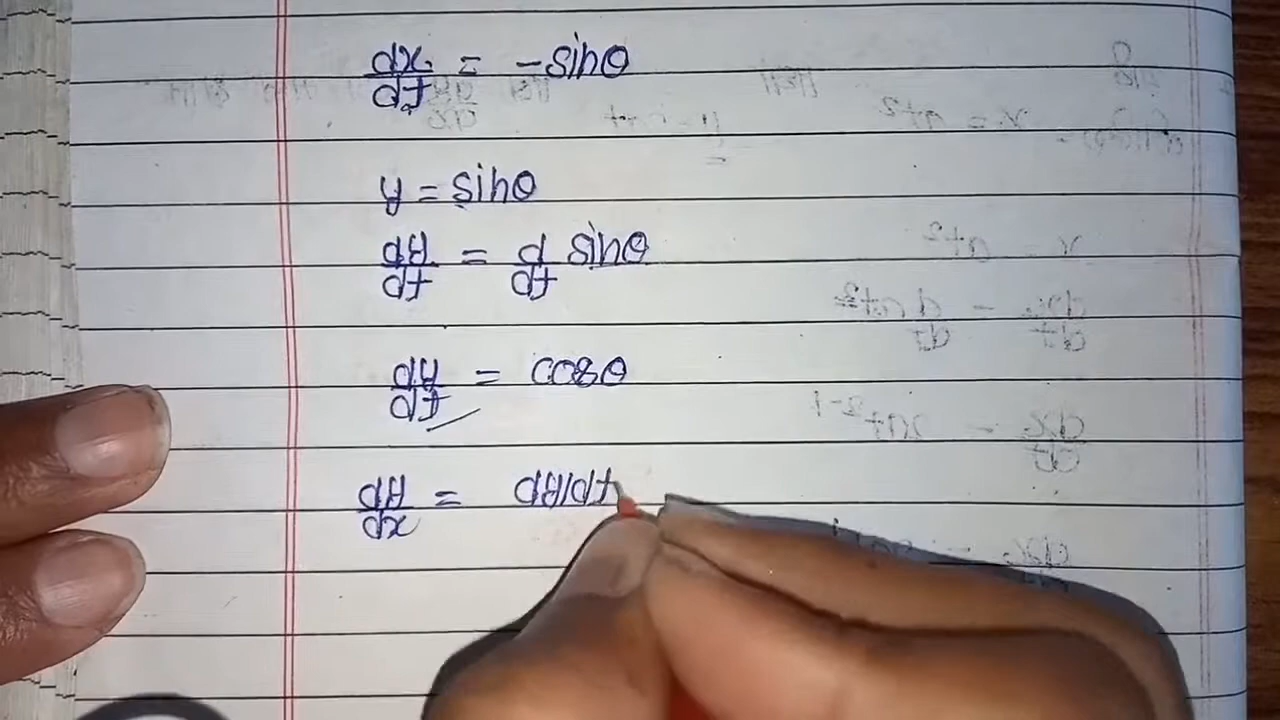 dx/dt = -sinθ
y = sinθ
dy/dt = d/dt sinθ
dy/dt = cosθ
dy/dx = dy/dt